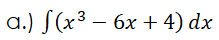 a.) ∫(x³ − 6x + 4) dx